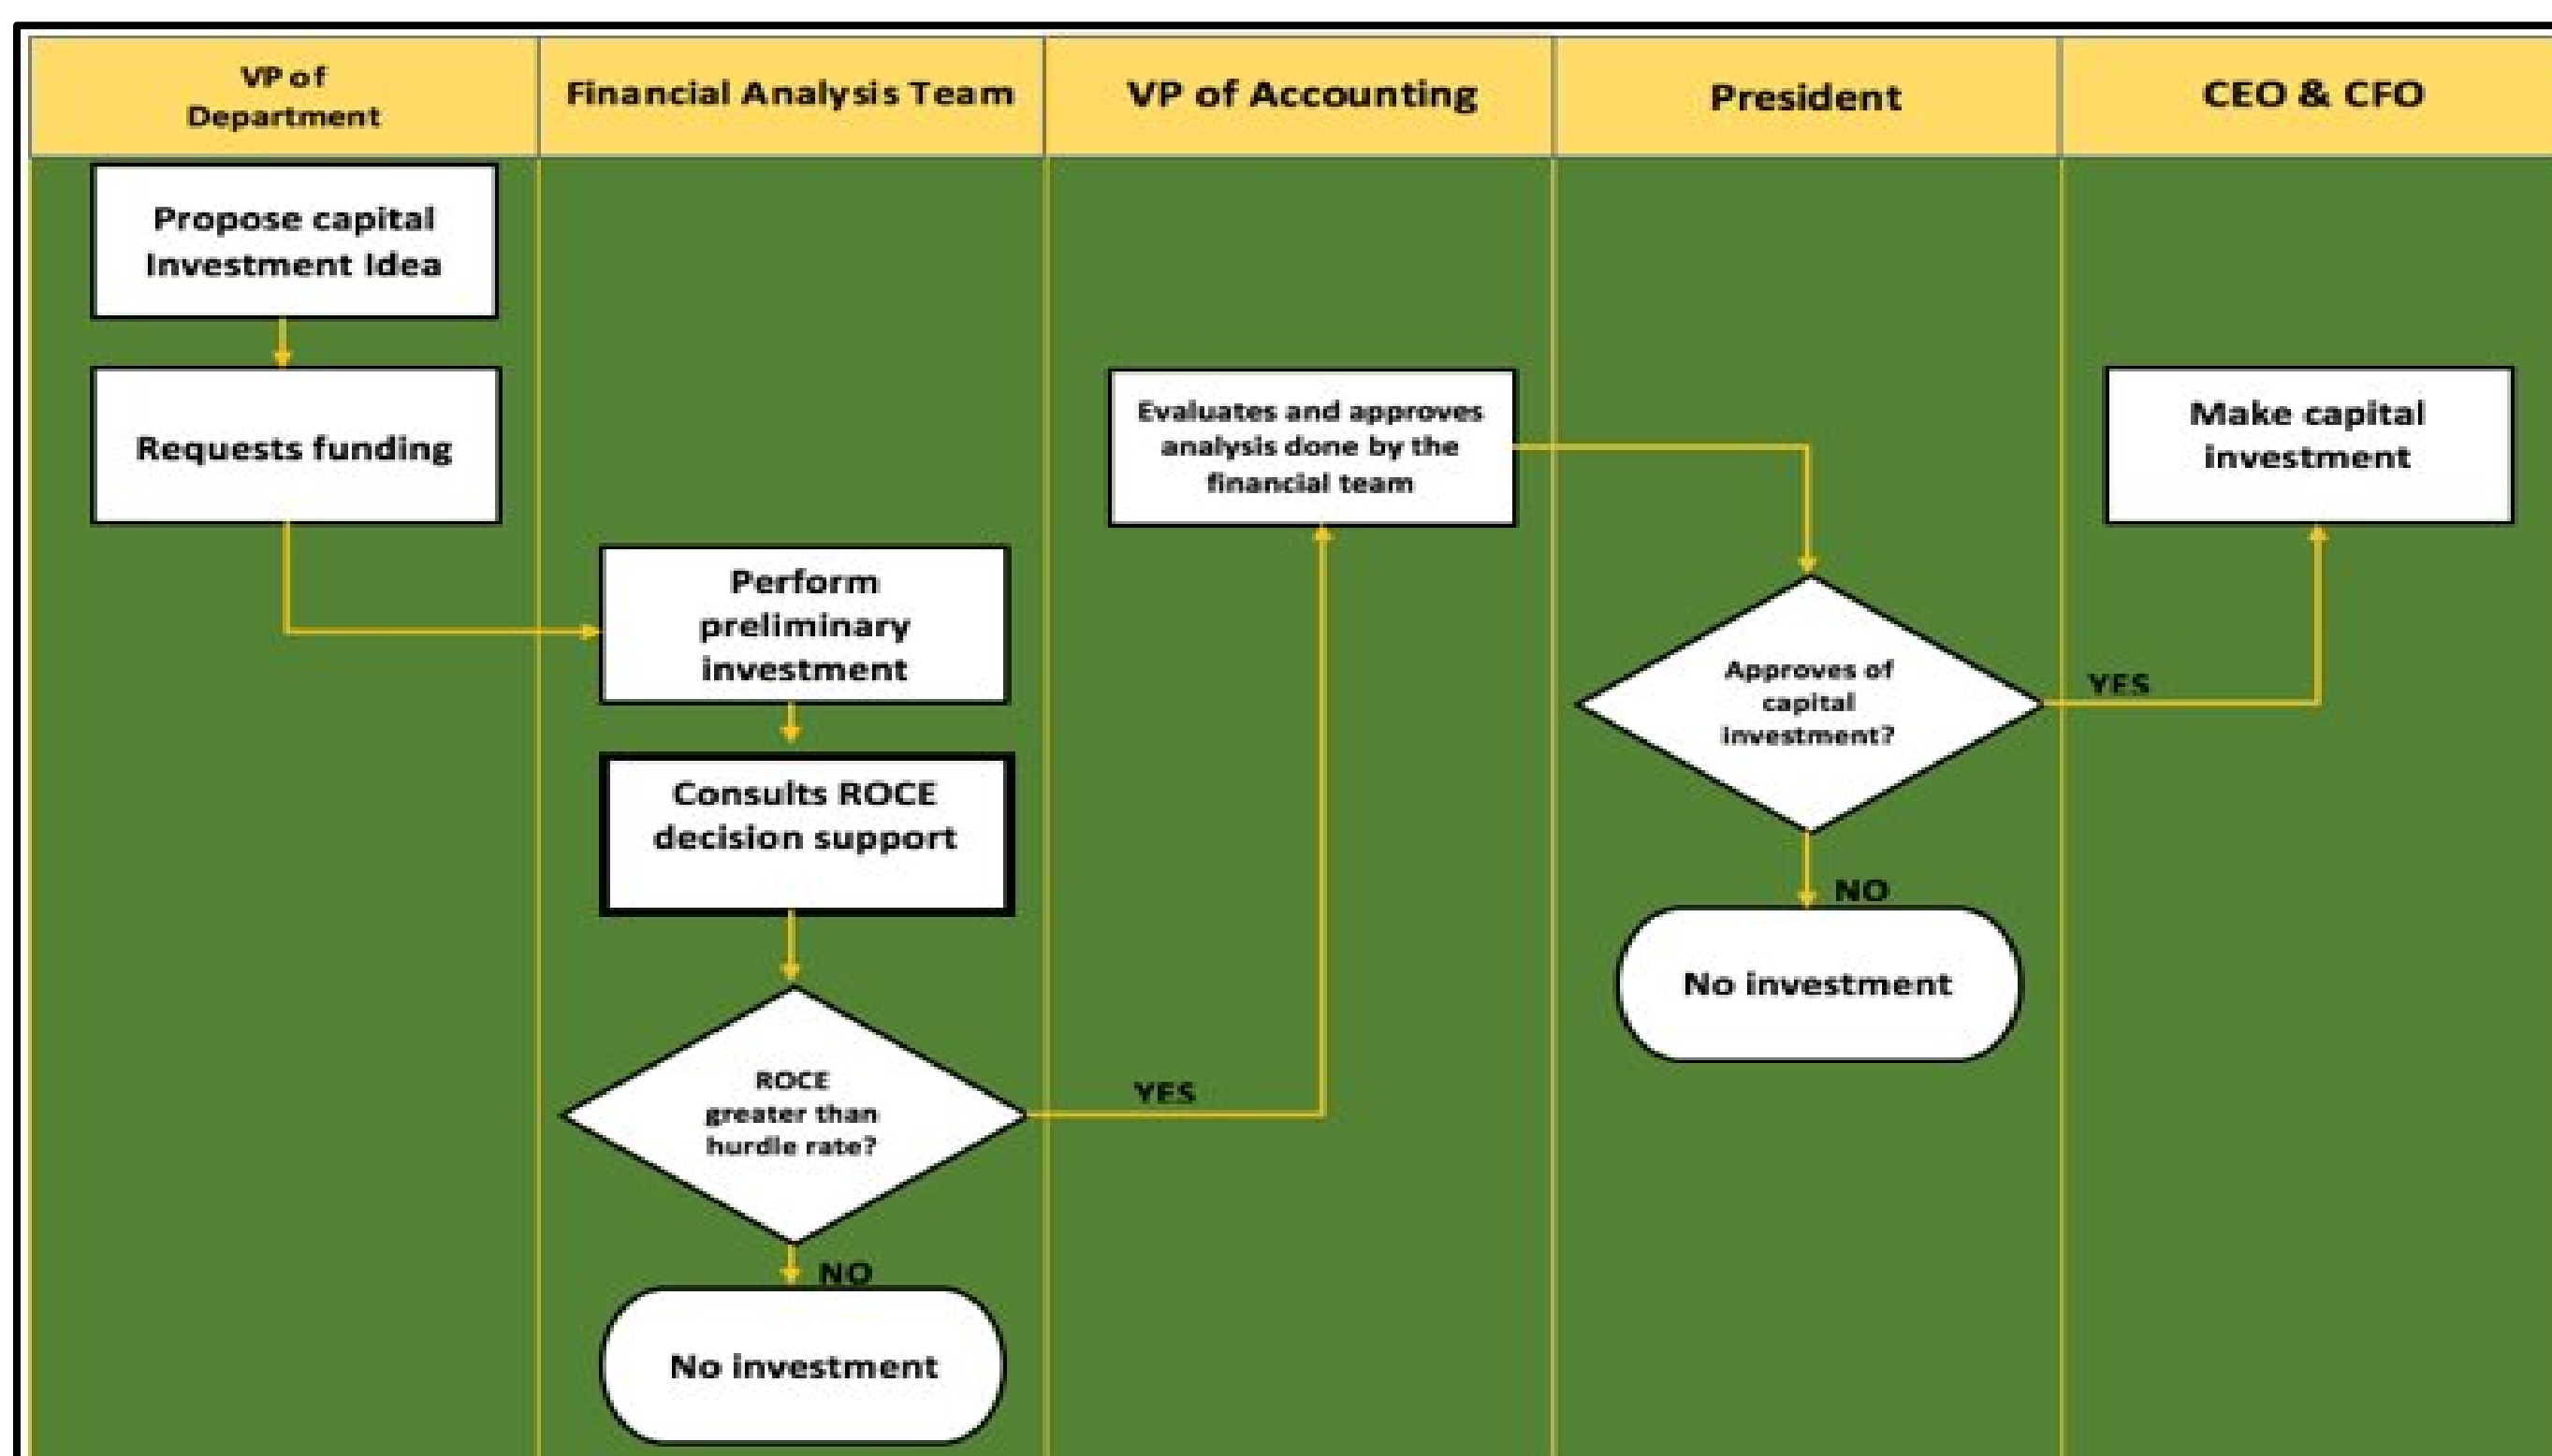 VP of
Department
Financial Analysis Team
VP of Accounting
President
CEO & CFO
Propose capital
Investment Idea
Requests funding
Perform
preliminary
investment
Consults ROCE
decision support
ROCE
greater than
hurdle rate?
YES
NO
No investment
Evaluates and approves
analysis done by the
financial team
Approves of
capital
investment?
YES
NO
No investment
Make capital
investment